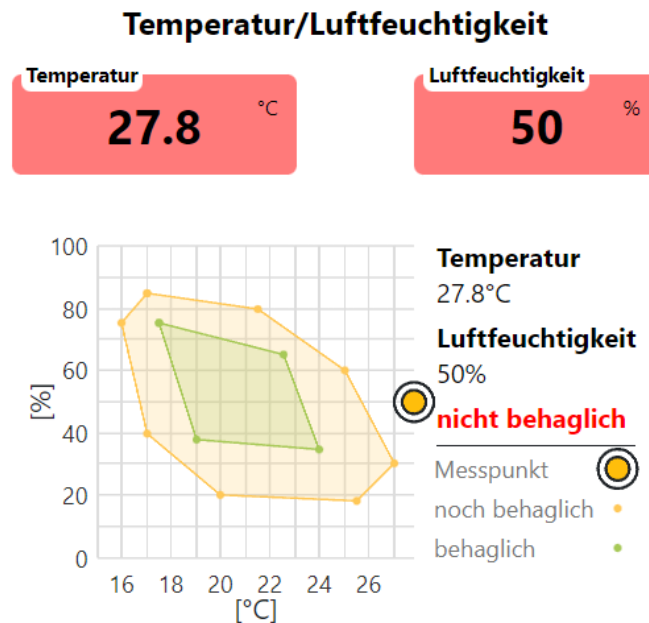 Temperatur/Luftfeuchtigkeit
Temperatur
27.8 °C
Luftfeuchtigkeit
50 %
100
80
60
40
20
0
[%]
16 18 20 22 24 26
[°C]
Temperatur
27.8°C
Luftfeuchtigkeit
50%
nicht behaglich
Messpunkt
noch behaglich
behaglich